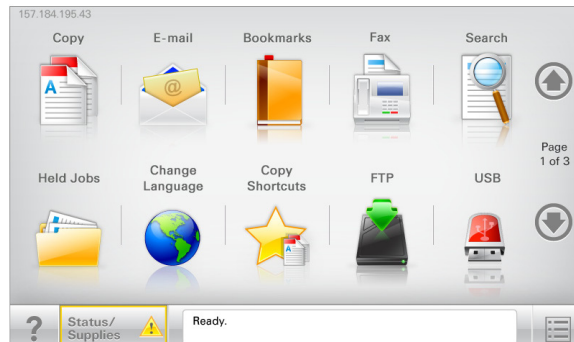 157.184.195.43
Copy
E-mail
Bookmarks
Fax
Search
A
@
Page
1 of 3
Held Jobs
Change
Language
Copy
Shortcuts
FTP
USB
A
?
Status/
Supplies
Ready.